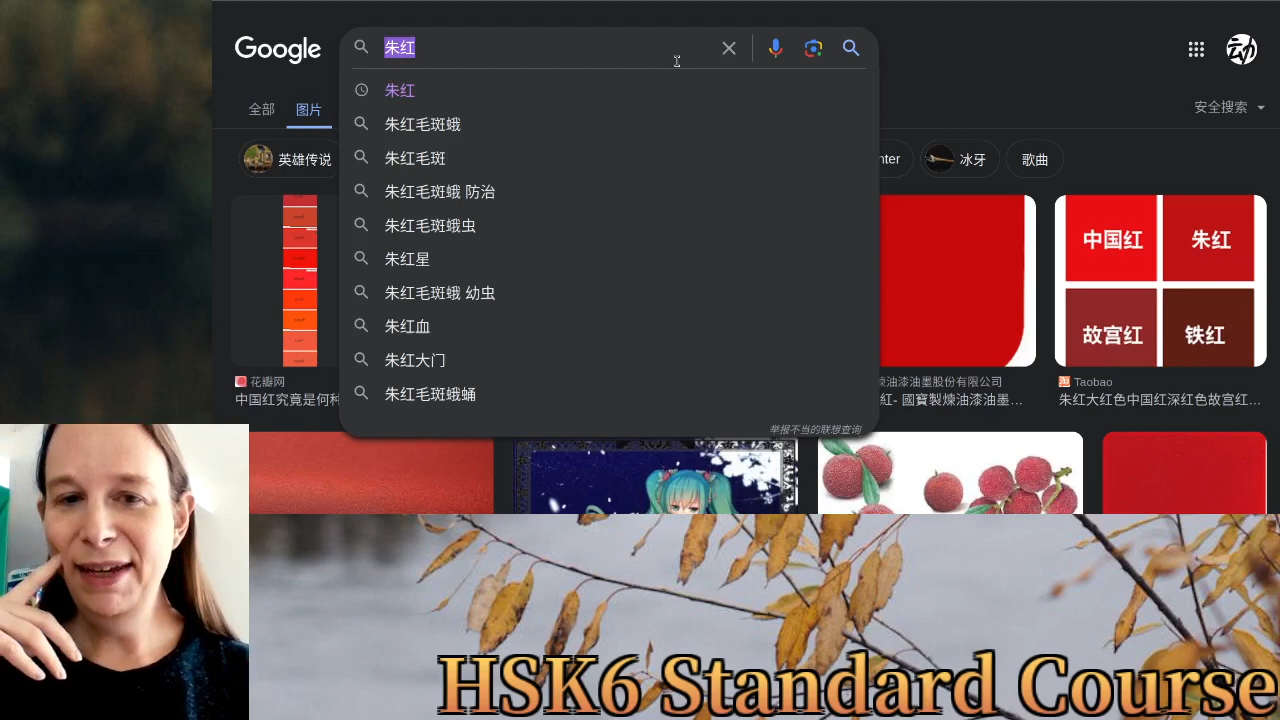 Google
朱红
动
朱红
全部 图片
安全搜索
朱红毛斑蛾
朱红毛斑
英雄传说
nter
冰牙
歌曲
朱红毛斑蛾 防治
朱红毛斑蛾虫
朱红星
朱红毛斑蛾 幼虫
朱红血
朱红大门
朱红毛斑蛾蛹
举报不当的联想查询
中国红 朱红
故宫红 铁红
花瓣网
中国红究竟是何种
煉油漆油墨股份有限公司
紅- 國寶製煉油漆油墨…
Taobao
朱红大红色中国红深红色故宫红…
HSK6 Standard Course